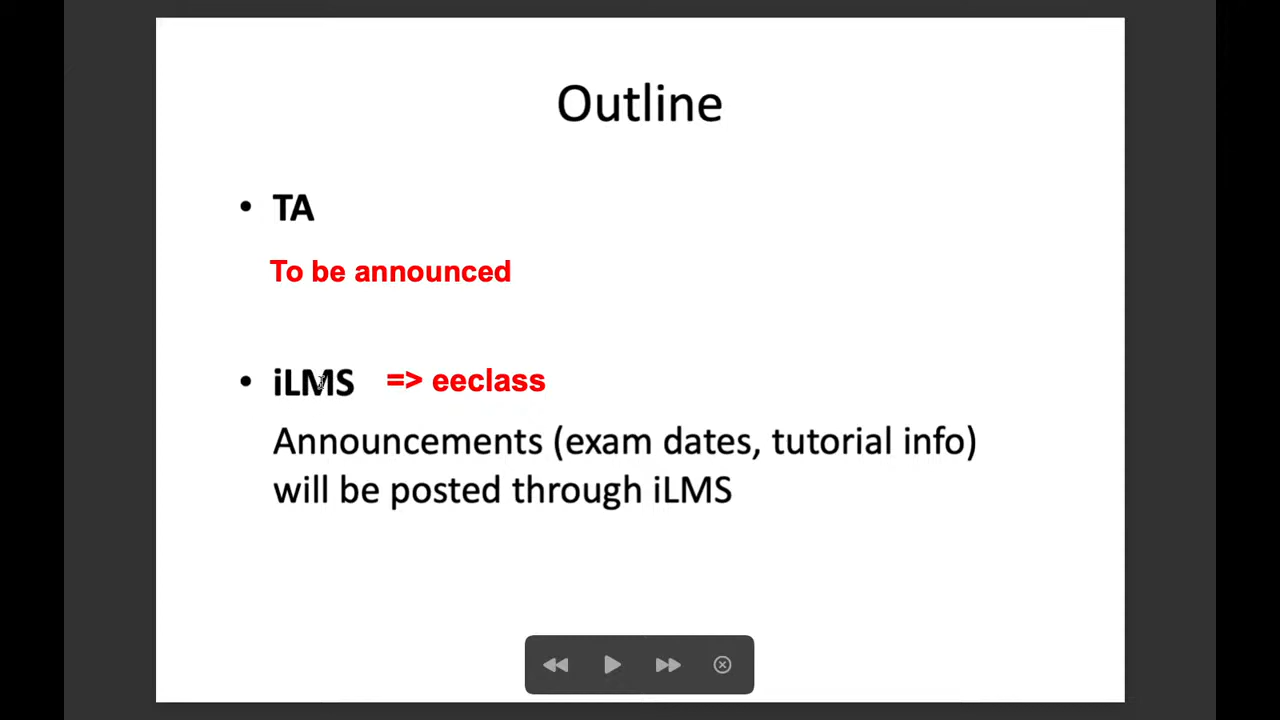 Outline
• TA
To be announced
• iLMS => eeclass
Announcements (exam dates, tutorial info)
will be posted through iLMS